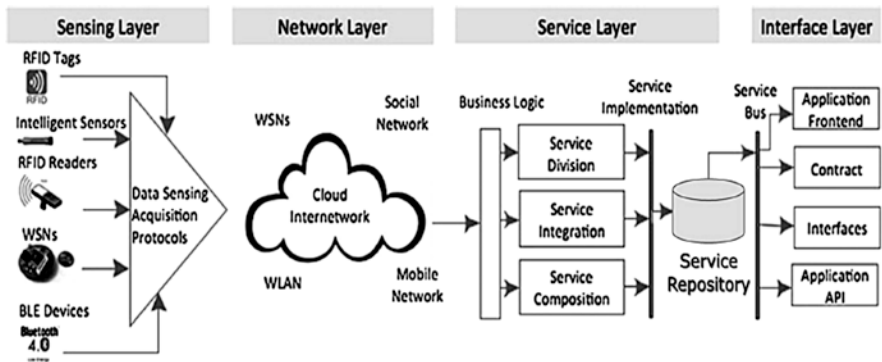 Sensing Layer
Network Layer
Service Layer
Interface Layer
RFID Tags
RFID
Intelligent Sensors
RFID Readers
WSNs
BLE Devices
Bluetooth
4.0
Data Sensing
Acquisition
Protocols
WSNs
Social
Network
Cloud
Internetwork
WLAN
Mobile
Network
Business Logic
Service
Division
Service
Integration
Service
Composition
Service
Implementation
Service
Repository
Service
Bus
Application
Frontend
Contract
Interfaces
Application
API